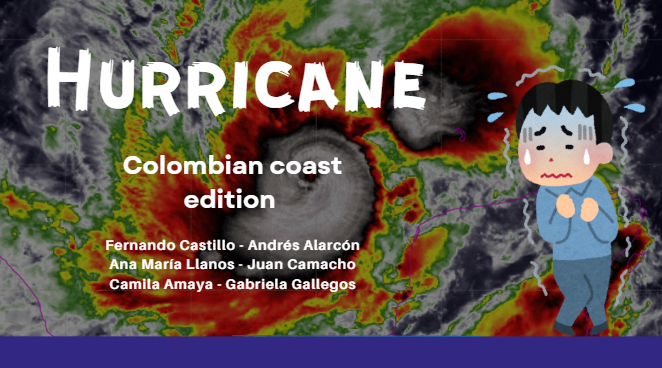 HURRICANE
Colombian coast
edition
Fernando Castillo - Andrés Alarcón
Ana María Llanos - Juan Camacho
Camila Amaya - Gabriela Gallegos